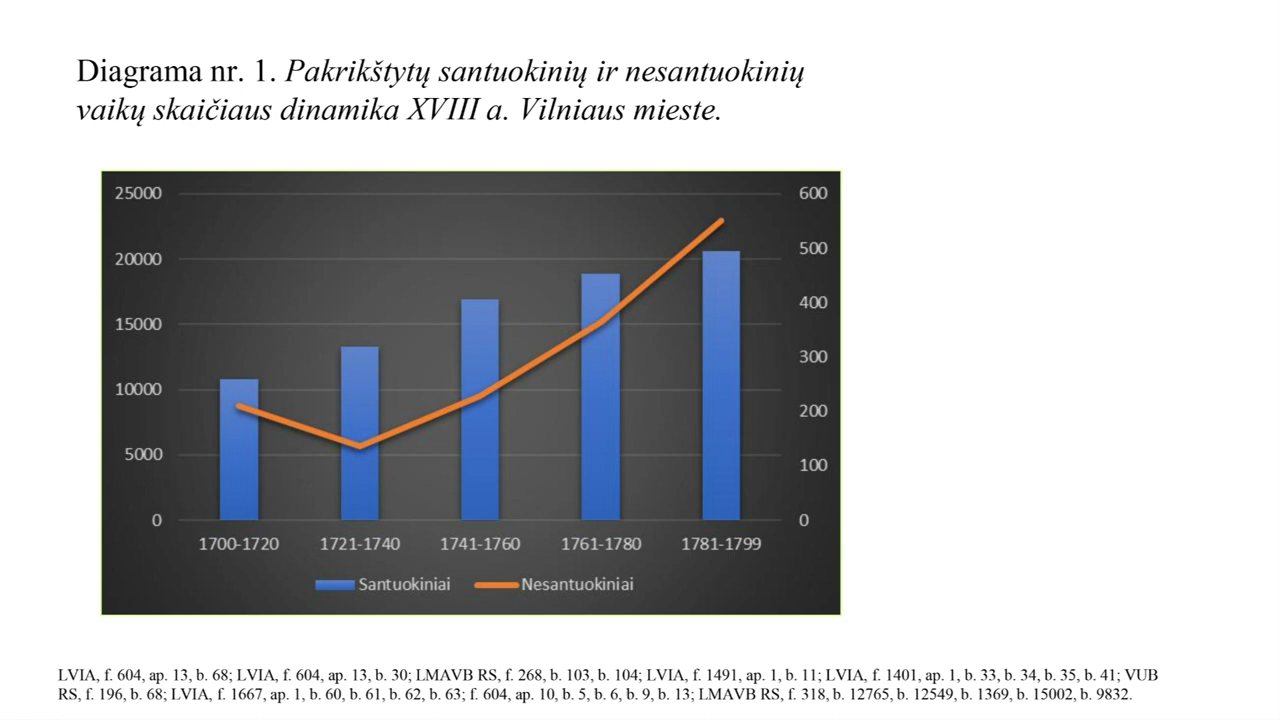 Diagrama nr. 1. Pakrikštytų santuokinių ir nesantuokinių
vaikų skaičiaus dinamika XVIII a. Vilniaus mieste.
25000
20000
15000
10000
5000
0
600
500
400
300
200
100
0
1700-1720 1721-1740 1741-1760 1761-1780 1781-1799
Santuokiniai Nesantuokiniai
LVIA, f. 604, ap. 13, b. 68; LVIA, f. 604, ap. 13, b. 30; LMAVB RS, f. 268, b. 103, b. 104; LVIA, f. 1491, ap. 1, b. 11; LVIA, f. 1401, ap. 1, b. 33, b. 34, b. 35, b. 41; VUB
RS, f. 196, b. 68; LVIA, f. 1667, ap. 1, b. 60, b. 61, b. 62, b. 63; f. 604, ap. 10, b. 5, b. 6, b. 9, b. 13; LMAVB RS, f. 318, b. 12765, b. 12549, b. 1369, b. 15002, b. 9832.